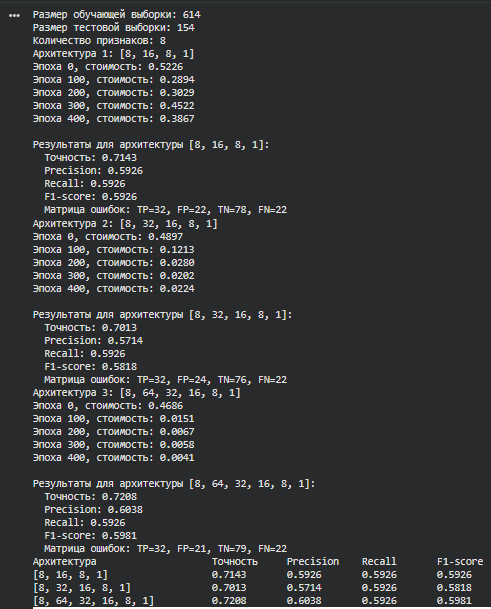 Размер обучающей выборки: 614
Размер тестовой выборки: 154
Количество признаков: 8
Архитектура 1: [8, 16, 8, 1]
Эпоха 0, стоимость: 0.5226
Эпоха 100, стоимость: 0.2894
Эпоха 200, стоимость: 0.3029
Эпоха 300, стоимость: 0.4522
Эпоха 400, стоимость: 0.3867

Результаты для архитектуры [8, 16, 8, 1]:
  Точность: 0.7143
  Precision: 0.5926
  Recall: 0.5926
  F1-score: 0.5926
  Матрица ошибок: TP=32, FP=22, TN=78, FN=22
Архитектура 2: [8, 32, 16, 8, 1]
Эпоха 0, стоимость: 0.4897
Эпоха 100, стоимость: 0.1213
Эпоха 200, стоимость: 0.0280
Эпоха 300, стоимость: 0.0202
Эпоха 400, стоимость: 0.0224

Результаты для архитектуры [8, 32, 16, 8, 1]:
  Точность: 0.7013
  Precision: 0.5714
  Recall: 0.5926
  F1-score: 0.5818
  Матрица ошибок: TP=32, FP=24, TN=76, FN=22
Архитектура 3: [8, 64, 32, 16, 8, 1]
Эпоха 0, стоимость: 0.4686
Эпоха 100, стоимость: 0.0151
Эпоха 200, стоимость: 0.0067
Эпоха 300, стоимость: 0.0058
Эпоха 400, стоимость: 0.0041

Результаты для архитектуры [8, 64, 32, 16, 8, 1]:
  Точность: 0.7208
  Precision: 0.6038
  Recall: 0.5926
  F1-score: 0.5981
  Матрица ошибок: TP=32, FP=21, TN=79, FN=22
Архитектура Точность Precision Recall F1-score
[8, 16, 8, 1] 0.7143 0.5926 0.5926 0.5926
[8, 32, 16, 8, 1] 0.7013 0.5714 0.5926 0.5818
[8, 64, 32, 16, 8, 1] 0.7208 0.6038 0.5926 0.5981